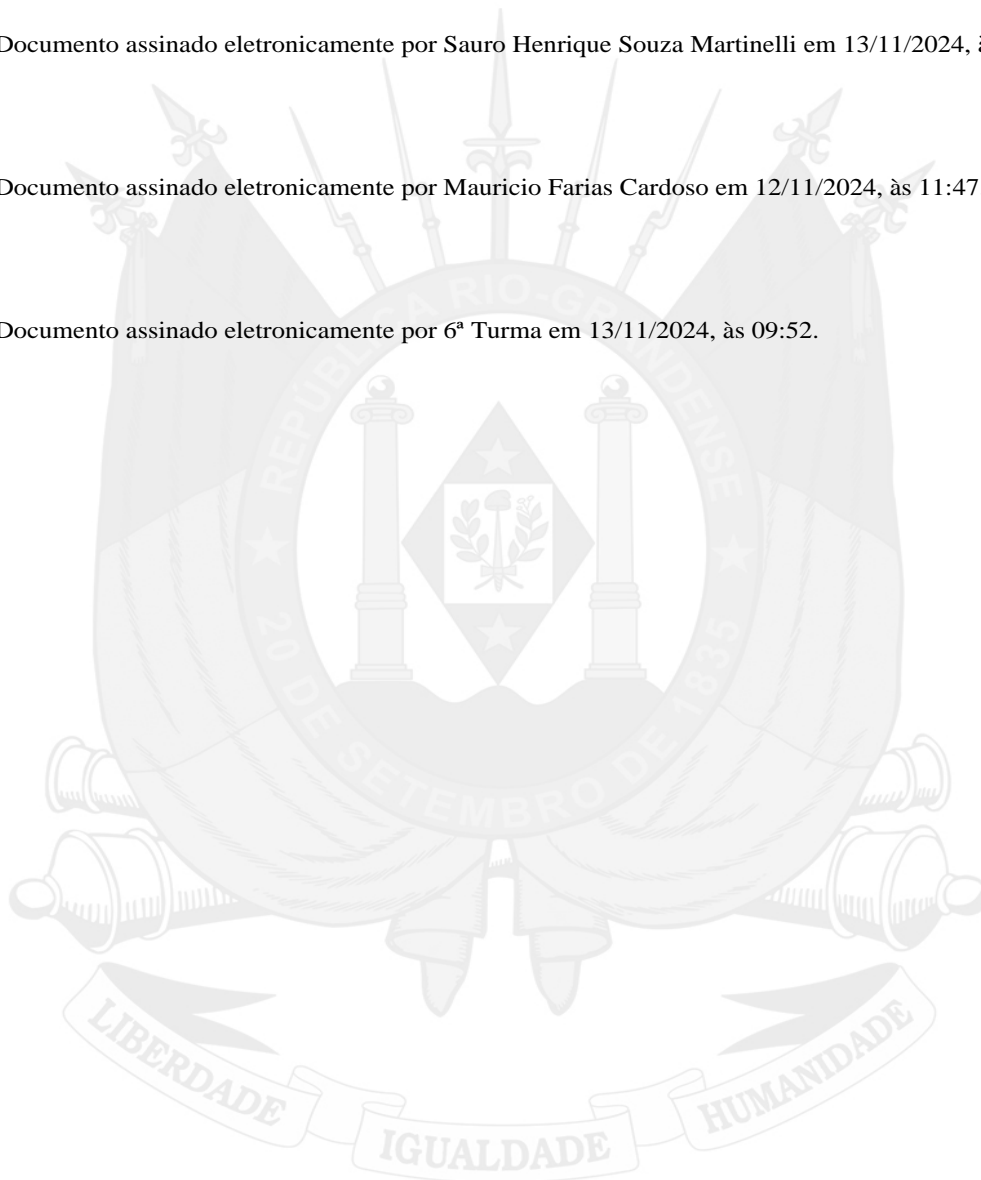 Documento assinado eletronicamente por Sauro Henrique Souza Martinelli em 13/11/2024,
Documento assinado eletronicamente por Mauricio Farias Cardoso em 12/11/2024, às 11:47
Documento assinado eletronicamente por 6ª Turma em 13/11/2024, às 09:52.
REPÚBLICA RIO-GRANDENSE
★ 20 DE SETEMBRO DE 1835 ★
LIBERDADE IGUALDADE HUMANIDADE